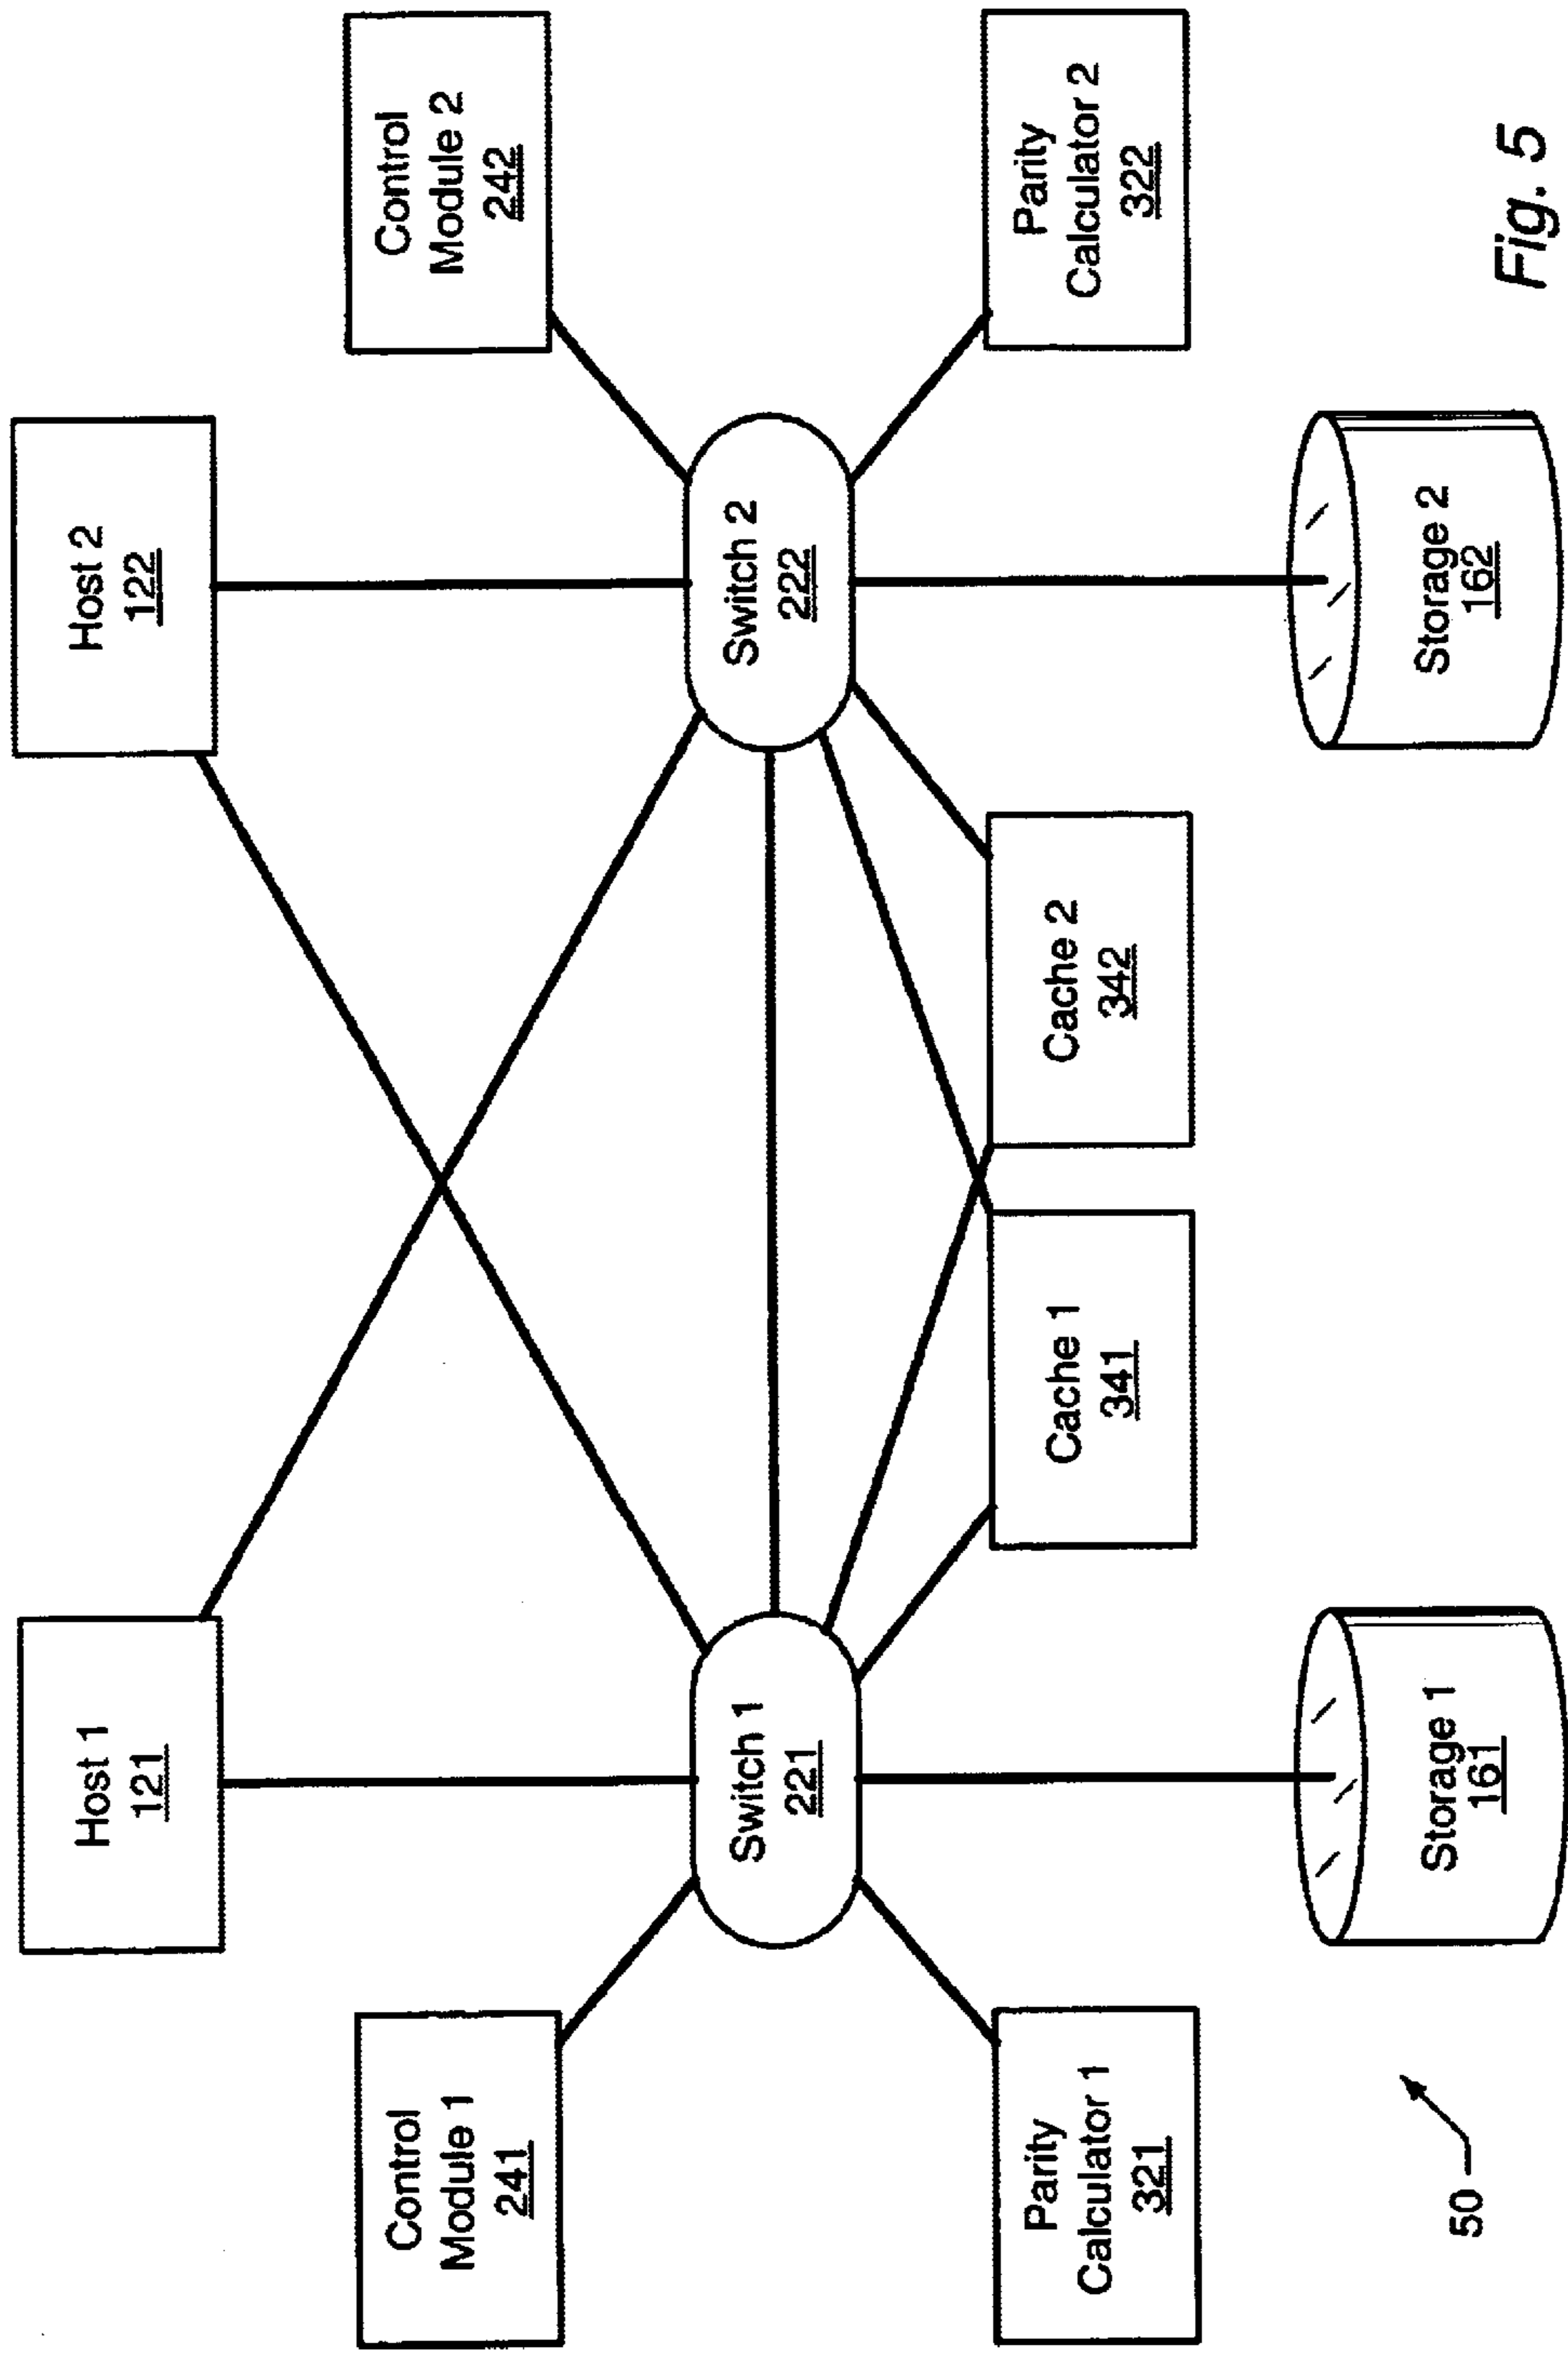 Host 1
121
Host 2
122
Control
Module 1
241
Control
Module 2
242
Switch 1
221
Switch 2
222
Parity
Calculator 1
321
Cache 1
341
Cache 2
342
Parity
Calculator 2
322
Storage 1
161
Storage 2
162
50
Fig. 5